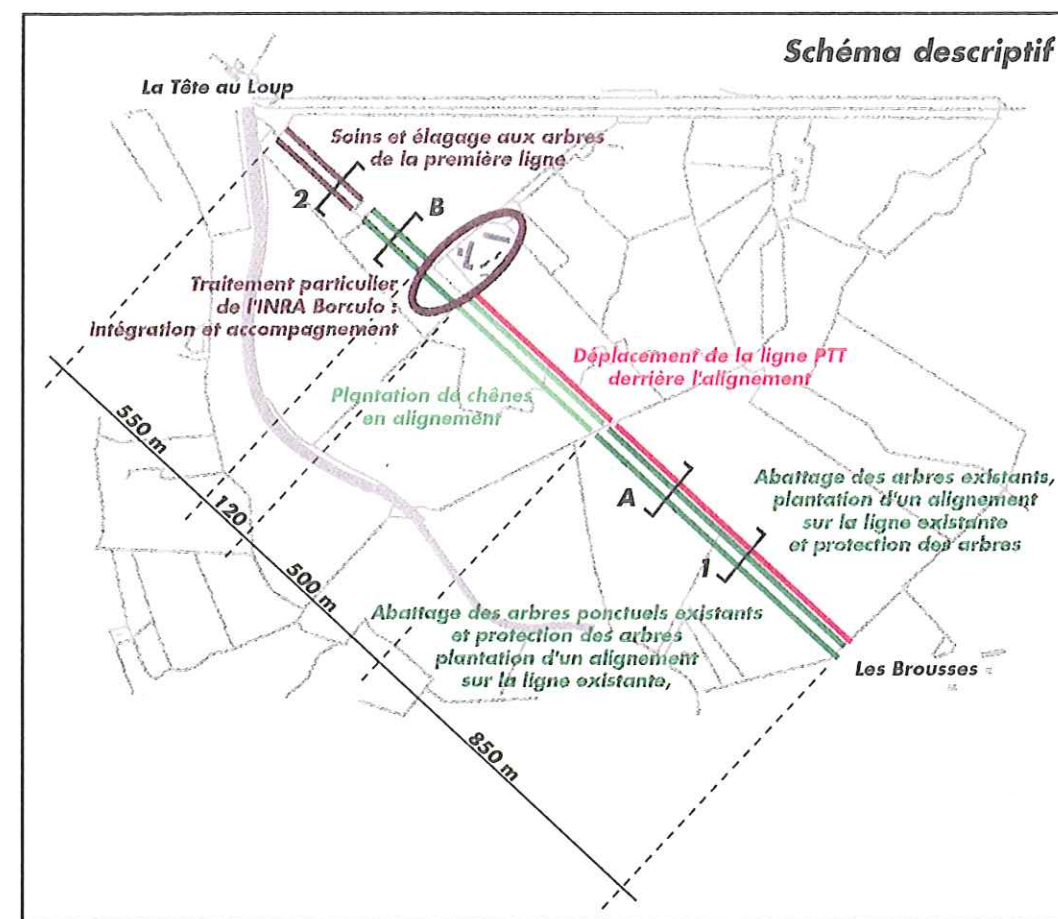 Schéma descriptif
La Tête au Loup
Soins et élagage aux arbres
de la première ligne
2
B
Traitement particulier
de l'INRA Borculo :
intégration et accompagnement
Déplacement de la ligne PTT
derrière l'alignement
Plantation de chênes
en alignement
550 m
120
500 m
850 m
A
1
Abattage des arbres existants,
plantation d'un alignement
sur la ligne existante
et protection des arbres
Abattage des arbres ponctuels existants
et protection des arbres
plantation d'un alignement
sur la ligne existante,
Les Brousses